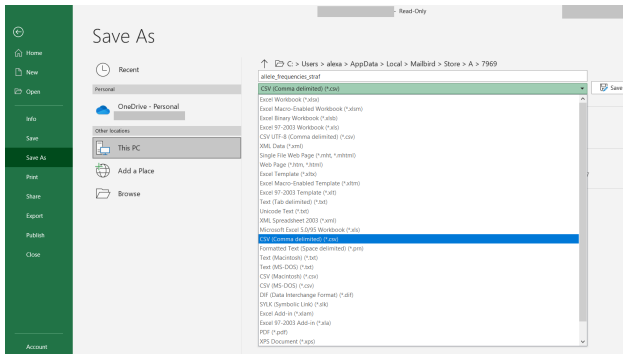 - Read-Only
Save As
Home
New
Open
Info
Save
Save As
Print
Share
Export
Publish
Close
Account
Recent
Personal
OneDrive - Personal
Other locations
This PC
Add a Place
Browse
C: > Users > alexa > AppData > Local > Mailbird > Store > A > 7969
allele_frequencies_straf
CSV (Comma delimited) (*.csv)
Save
Excel Workbook (*.xlsx)
Excel Macro-Enabled Workbook (*.xlsm)
Excel Binary Workbook (*.xlsb)
Excel 97-2003 Workbook (*.xls)
CSV UTF-8 (Comma delimited) (*.csv)
XML Data (*.xml)
Single File Web Page (*.mht, *.mhtml)
Web Page (*.htm, *.html)
Excel Template (*.xltx)
Excel Macro-Enabled Template (*.xltm)
Excel 97-2003 Template (*.xlt)
Text (Tab delimited) (*.txt)
Unicode Text (*.txt)
XML Spreadsheet 2003 (*.xml)
Microsoft Excel 5.0/95 Workbook (*.xls)
CSV (Comma delimited) (*.csv)
Formatted Text (Space delimited) (*.prn)
Text (Macintosh) (*.txt)
Text (MS-DOS) (*.txt)
CSV (Macintosh) (*.csv)
CSV (MS-DOS) (*.csv)
DIF (Data Interchange Format) (*.dif)
SYLK (Symbolic Link) (*.slk)
Excel Add-in (*.xlam)
Excel 97-2003 Add-in (*.xla)
PDF (*.pdf)
XPS Document (*.xps)